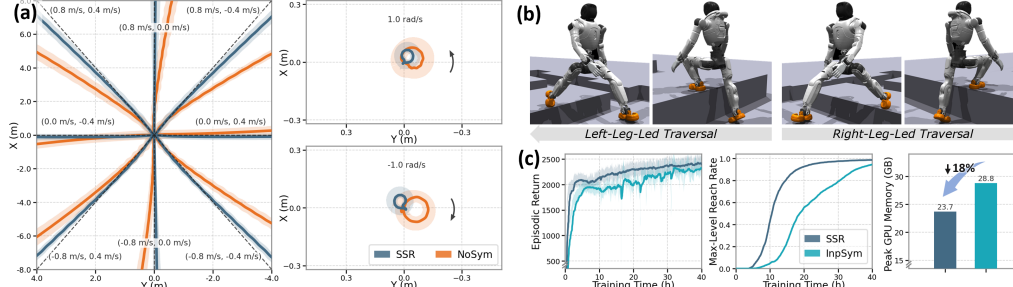 (a)
8.0
6.0
4.0
2.0
0.0
-2.0
-4.0
-6.0
-8.0
X (m)
4.0 2.0 0.0 -2.0 -4.0
Y (m)
(0.8 m/s, 0.4 m/s)
(0.8 m/s, -0.4 m/s)
(0.8 m/s, 0.0 m/s)
(0.0 m/s, -0.4 m/s)
(0.0 m/s, 0.4 m/s)
(-0.8 m/s, 0.0 m/s)
(-0.8 m/s, 0.4 m/s)
(-0.8 m/s, -0.4 m/s)
1.0 rad/s
0.3
0.0
-0.3
X (m)
0.3 0.0 -0.3
Y (m)
-1.0 rad/s
0.3
0.0
-0.3
X (m)
SSR NoSym
0.3 0.0 -0.3
Y (m)
(b)
Left-Leg-Led Traversal
Right-Leg-Led Traversal
(c)
2500
2000
1500
1000
500
Episodic Return
0 10 20 30 40
Training Time (h)
1.0
0.8
0.6
0.4
0.2
0.0
Max-Level Reach Rate
SSR
InpSym
0 10 20 30 40
Training Time (h)
30
25
20
15
Peak GPU Memory (GB)
18%
23.7
28.8